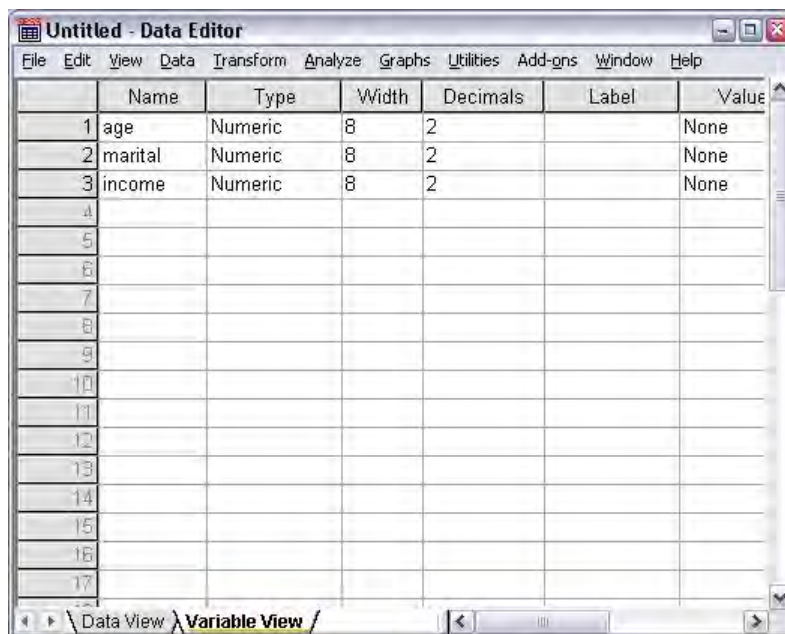 Untitled - Data Editor
File Edit View Data Transform Analyze Graphs Utilities Add-ons Window Help
Name Type Width Decimals Label Value
1 age Numeric 8 2 None
2 marital Numeric 8 2 None
3 income Numeric 8 2 None
4
5
6
7
8
9
10
11
12
13
14
15
16
17
Data View Variable View